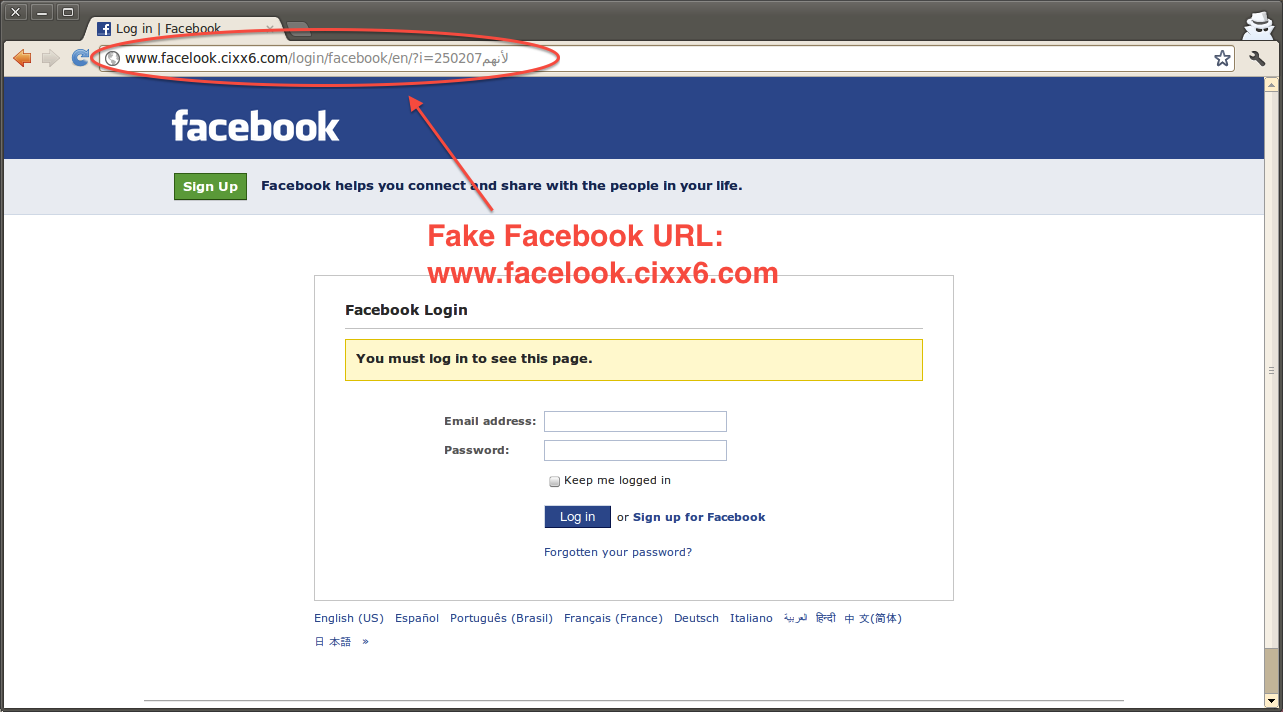 Log in | Facebook
www.facelook.cixx6.com/login/facebook/en/?i=250207لأنهم
facebook
Sign Up Facebook helps you connect and share with the people in your life.
Fake Facebook URL:
www.facelook.cixx6.com
Facebook Login
You must log in to see this page.
Email address:
Password:
Keep me logged in
Log in or Sign up for Facebook
Forgotten your password?
English (US) Español Português (Brasil) Français (France) Deutsch Italiano العربية हिन्दी 中文(简体)
日本語 »